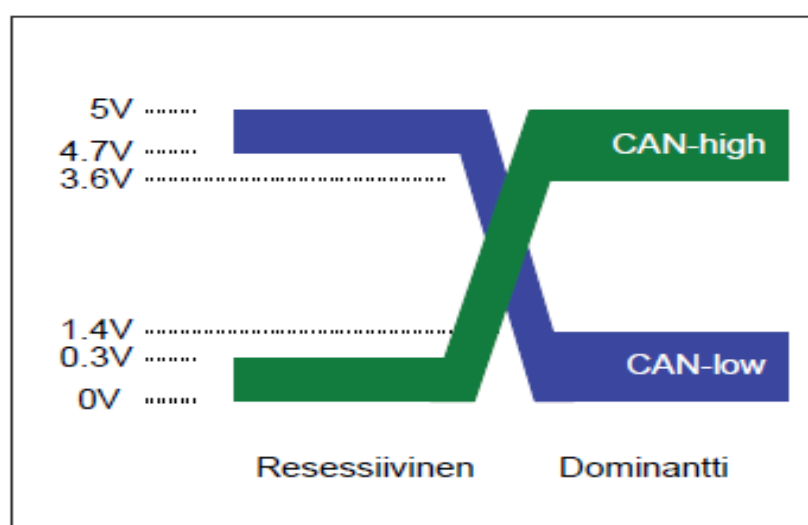 5V
CAN-high
4.7V
3.6V
1.4V
0.3V
CAN-low
0V
Resessiivinen Dominantti